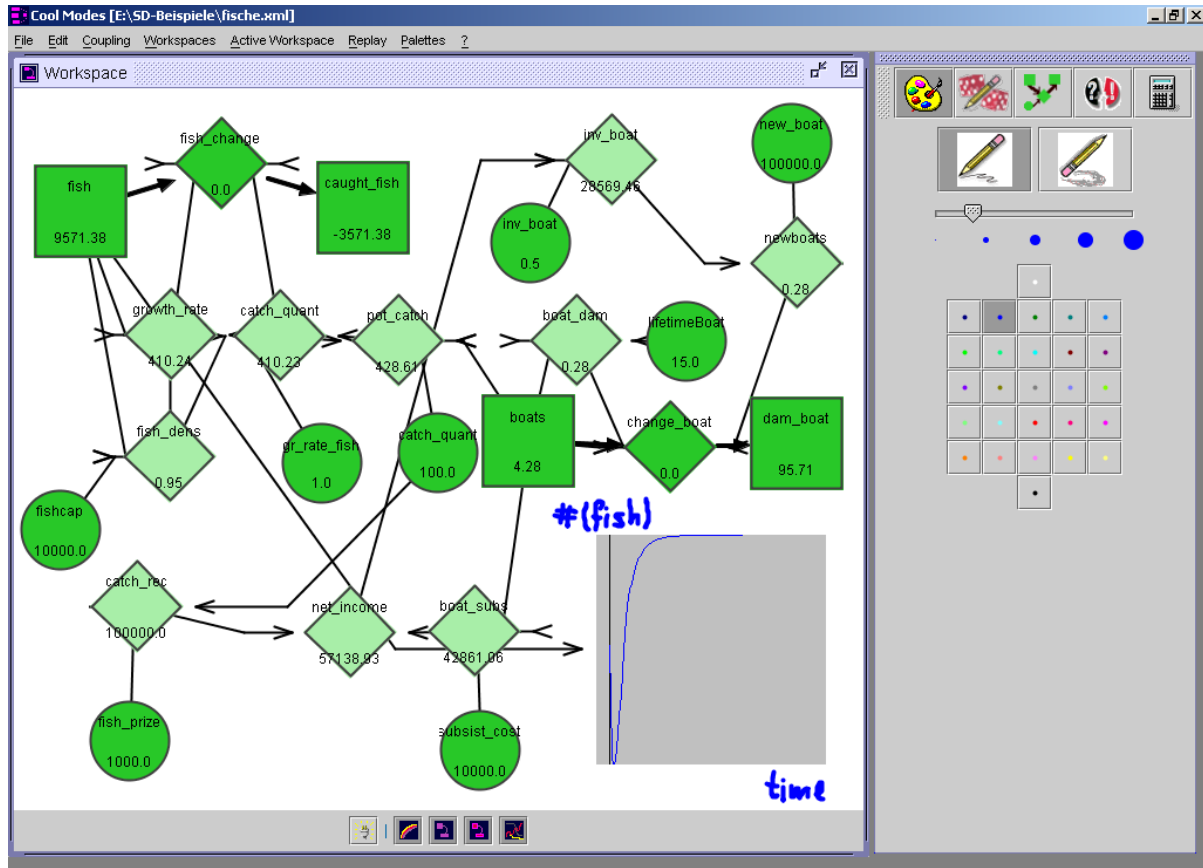 Cool Modes [E:\SD-Beispiele\fische.xml]
File Edit Coupling Workspaces Active Workspace Replay Palettes ?
Workspace
fish_change
0.0
fish
9571.38
caught_fish
-3571.38
inv_boat
28569.46
new_boat
100000.0
inv_boat
0.5
newboats
0.28
growth_rate
410.24
catch_quant
410.23
pot_catch
428.61
boat_dam
0.28
lifetimeBoat
15.0
fish_dens
0.95
gr_rate_fish
1.0
catch_quant
100.0
boats
4.28
change_boat
0.0
dam_boat
95.71
fishcap
10000.0
#(fish)
catch_rec
100000.0
net_income
57138.93
boat_subs
42861.06
fish_prize
1000.0
subsist_cost
10000.0
time